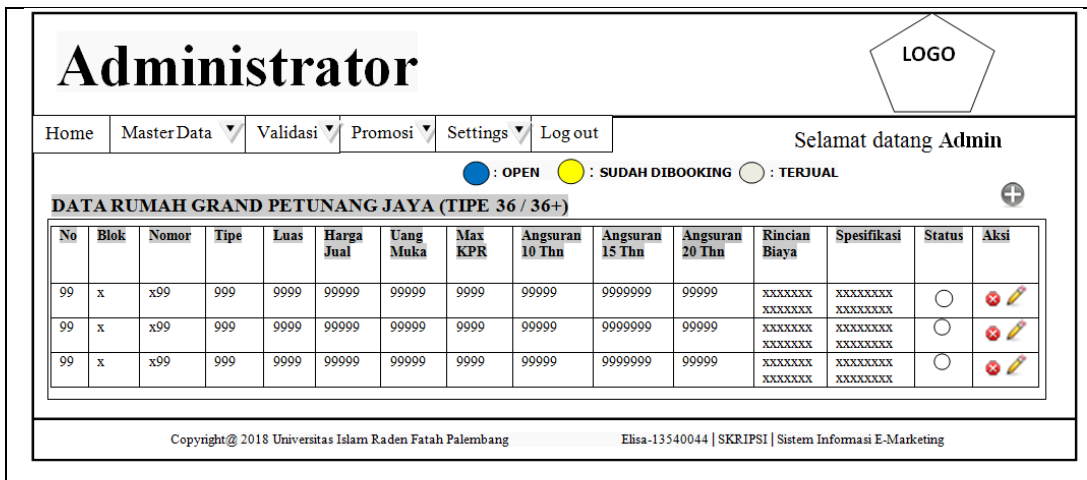 Administrator
LOGO
Home Master Data Validasi Promosi Settings Log out
Selamat datang Admin
: OPEN : SUDAH DIBOOKING : TERJUAL
DATA RUMAH GRAND PETUNANG JAYA (TIPE 36 / 36+)
No Blok Nomor Tipe Luas Harga Uang Max Angsuran Angsuran Angsuran Rincian Spesifikasi Status Aksi
Jual Muka KPR 10 Thn 15 Thn 20 Thn Biaya
99 x x99 999 9999 99999 99999 9999 99999 9999999 99999 xxxxxxx xxxxxxxx
xxxxxxx xxxxxxxx
99 x x99 999 9999 99999 99999 9999 99999 9999999 99999 xxxxxxx xxxxxxxx
xxxxxxx xxxxxxxx
99 x x99 999 9999 99999 99999 9999 99999 9999999 99999 xxxxxxx xxxxxxxx
xxxxxxx xxxxxxxx
Copyright@ 2018 Universitas Islam Raden Fatah Palembang Elisa-13540044 | SKRIPSI | Sistem Informasi E-Marketing